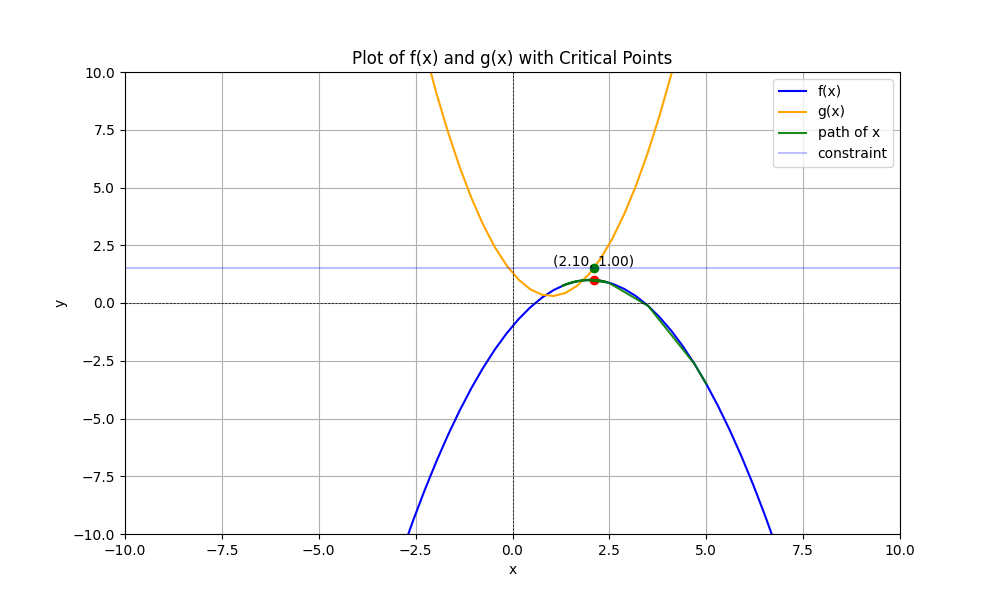 Plot of f(x) and g(x) with Critical Points
10.0
7.5
5.0
2.5
0.0
−2.5
−5.0
−7.5
−10.0
y
f(x)
g(x)
path of x
constraint
(2.10, 1.00)
−10.0 −7.5 −5.0 −2.5 0.0 2.5 5.0 7.5 10.0
x